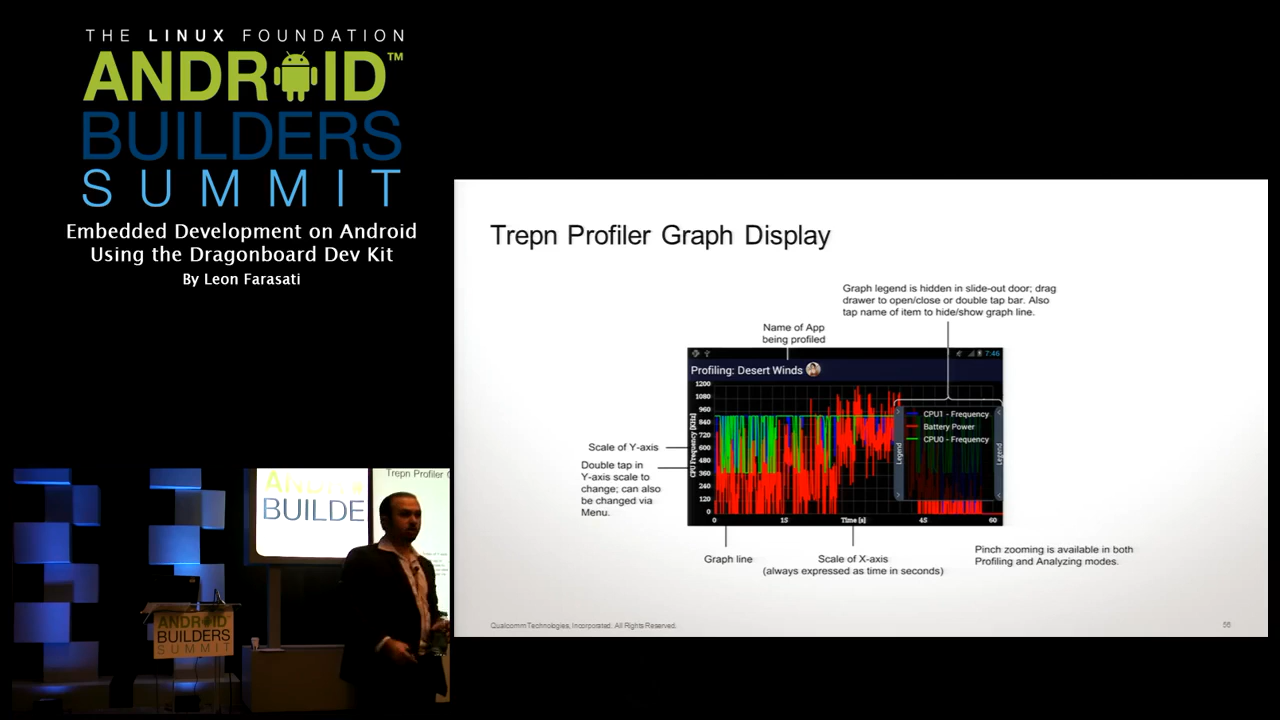 THE LINUX FOUNDATION
ANDROID™
BUILDERS
SUMMIT
Embedded Development on Android
Using the Dragonboard Dev Kit
By Leon Farasati
Trepn Profiler Graph Display
Graph legend is hidden in slide-out door; drag
drawer to open/close or double tap bar. Also
tap name of item to hide/show graph line.
Name of App
being profiled
7:46
Profiling: Desert Winds
1200
1080
960
840
720
600
480
360
240
120
0
CPU Frequency [KHz]
CPU1 - Frequency
Battery Power
CPU0 - Frequency
Legend
Legend
0
15
Time [s]
45
60
Scale of Y-axis
Double tap in
Y-axis scale to
change; can also
be changed via
Menu.
Graph line
Scale of X-axis
(always expressed as time in seconds)
Pinch zooming is available in both
Profiling and Analyzing modes.
Qualcomm Technologies, Incorporated. All Rights Reserved.
BUILDE
Trepn Profiler G
ANDROID
BUILDERS
SUMMIT